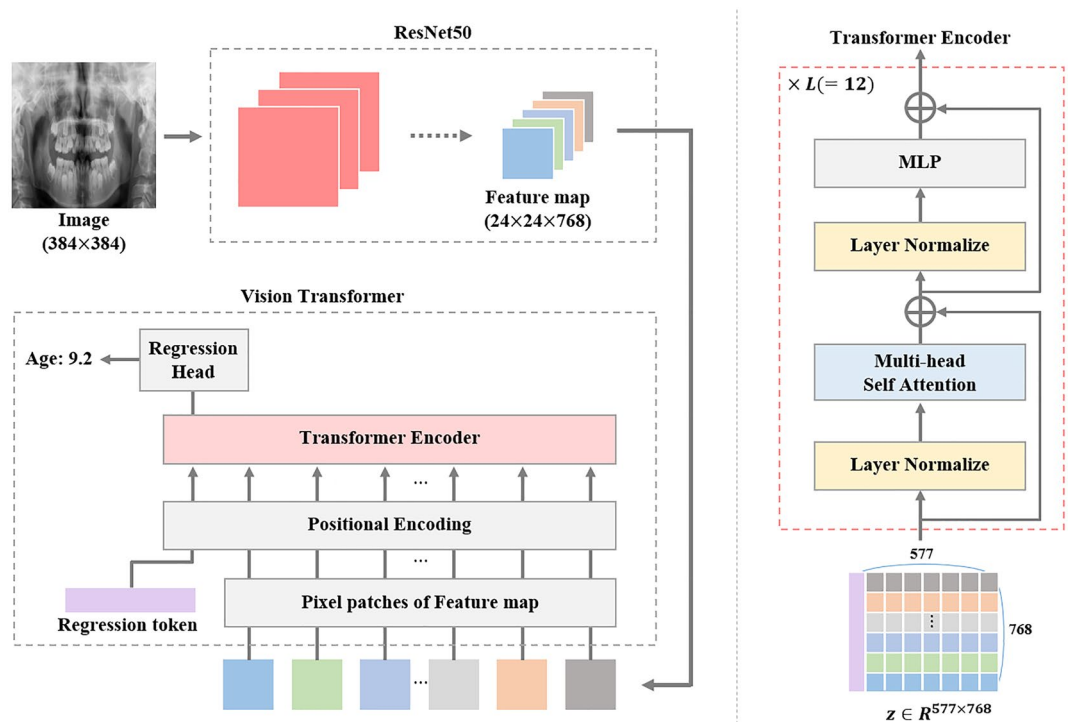 ResNet50
Image
(384×384)
Feature map
(24×24×768)
Vision Transformer
Age: 9.2
Regression
Head
Transformer Encoder
...
Positional Encoding
...
Pixel patches of Feature map
Regression token
...
Transformer Encoder
× L(= 12)
MLP
Layer Normalize
Multi-head
Self Attention
Layer Normalize
577
768
⋮
z ∈ R^577×768